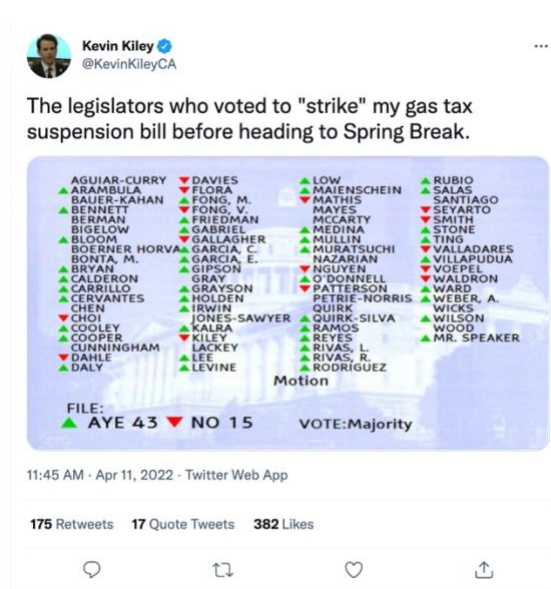 Kevin Kiley
@KevinKileyCA
The legislators who voted to "strike" my gas tax
suspension bill before heading to Spring Break.
AGUIAR-CURRY
ARAMBULA
BAUER-KAHAN
BENNETT
BERMAN
BIGELOW
BLOOM
BOERNER HORVA
BONTA, M.
BRYAN
CALDERON
CARRILLO
CERVANTES
CHEN
CHOI
COOLEY
COOPER
CUNNINGHAM
DAHLE
DALY
DAVIES
FLORA
FONG, M.
FONG, V.
FRIEDMAN
GABRIEL
GALLAGHER
GARCIA, C.
GARCIA, E.
GIPSON
GRAY
GRAYSON
HOLDEN
IRWIN
JONES-SAWYER
KALRA
KILEY
LACKEY
LEE
LEVINE
LOW
MAIENSCHEIN
MATHIS
MAYES
MCCARTY
MEDINA
MULLIN
MURATSUCHI
NAZARIAN
NGUYEN
O'DONNELL
PATTERSON
PETRIE-NORRIS
QUIRK
QUIRK-SILVA
RAMOS
REYES
RIVAS, L.
RIVAS, R.
RODRIGUEZ
RUBIO
SALAS
SANTIAGO
SEYARTO
SMITH
STONE
TING
VALLADARES
VILLAPUDUA
VOEPEL
WALDRON
WARD
WEBER, A.
WICKS
WILSON
WOOD
MR. SPEAKER
Motion
FILE:
AYE 43 NO 15 VOTE:Majority
11:45 AM · Apr 11, 2022 · Twitter Web App
175 Retweets 17 Quote Tweets 382 Likes